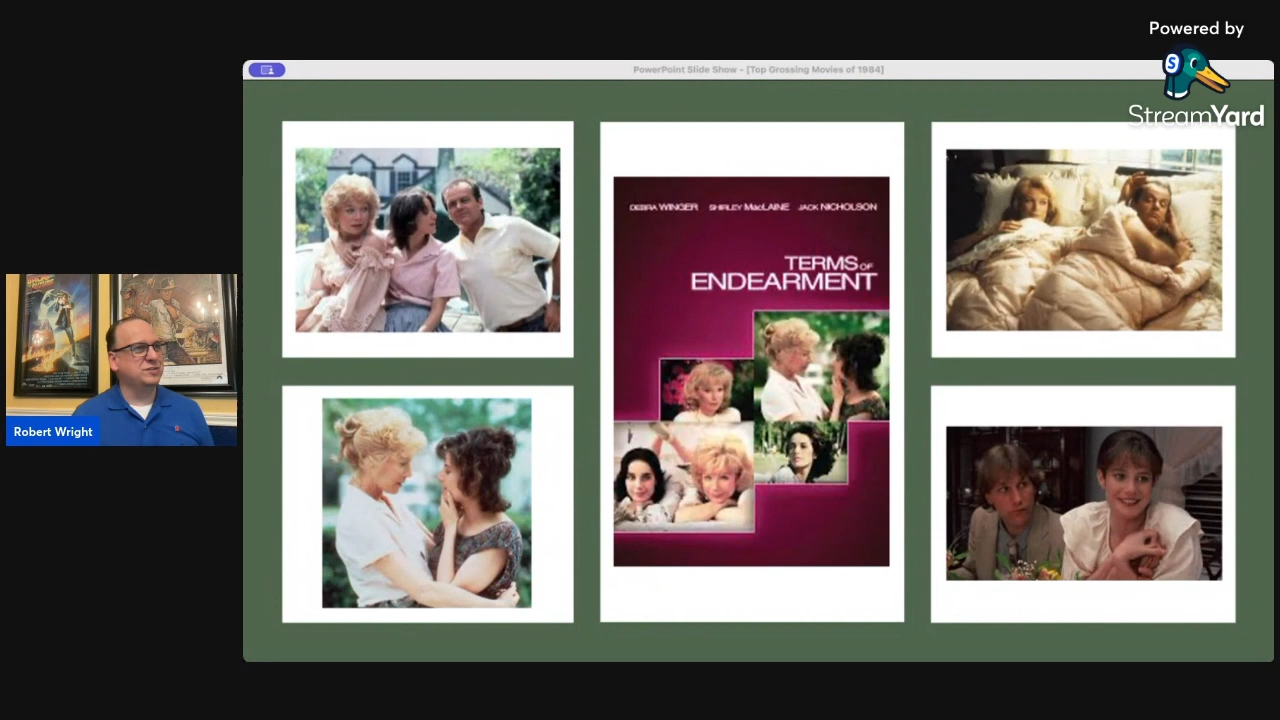 Powered by
StreamYard
PowerPoint Slide Show - [Top Grossing Movies of 1984]
DEBRA WINGER SHIRLEY MacLAINE JACK NICHOLSON
TERMS OF
ENDEARMENT
Robert Wright